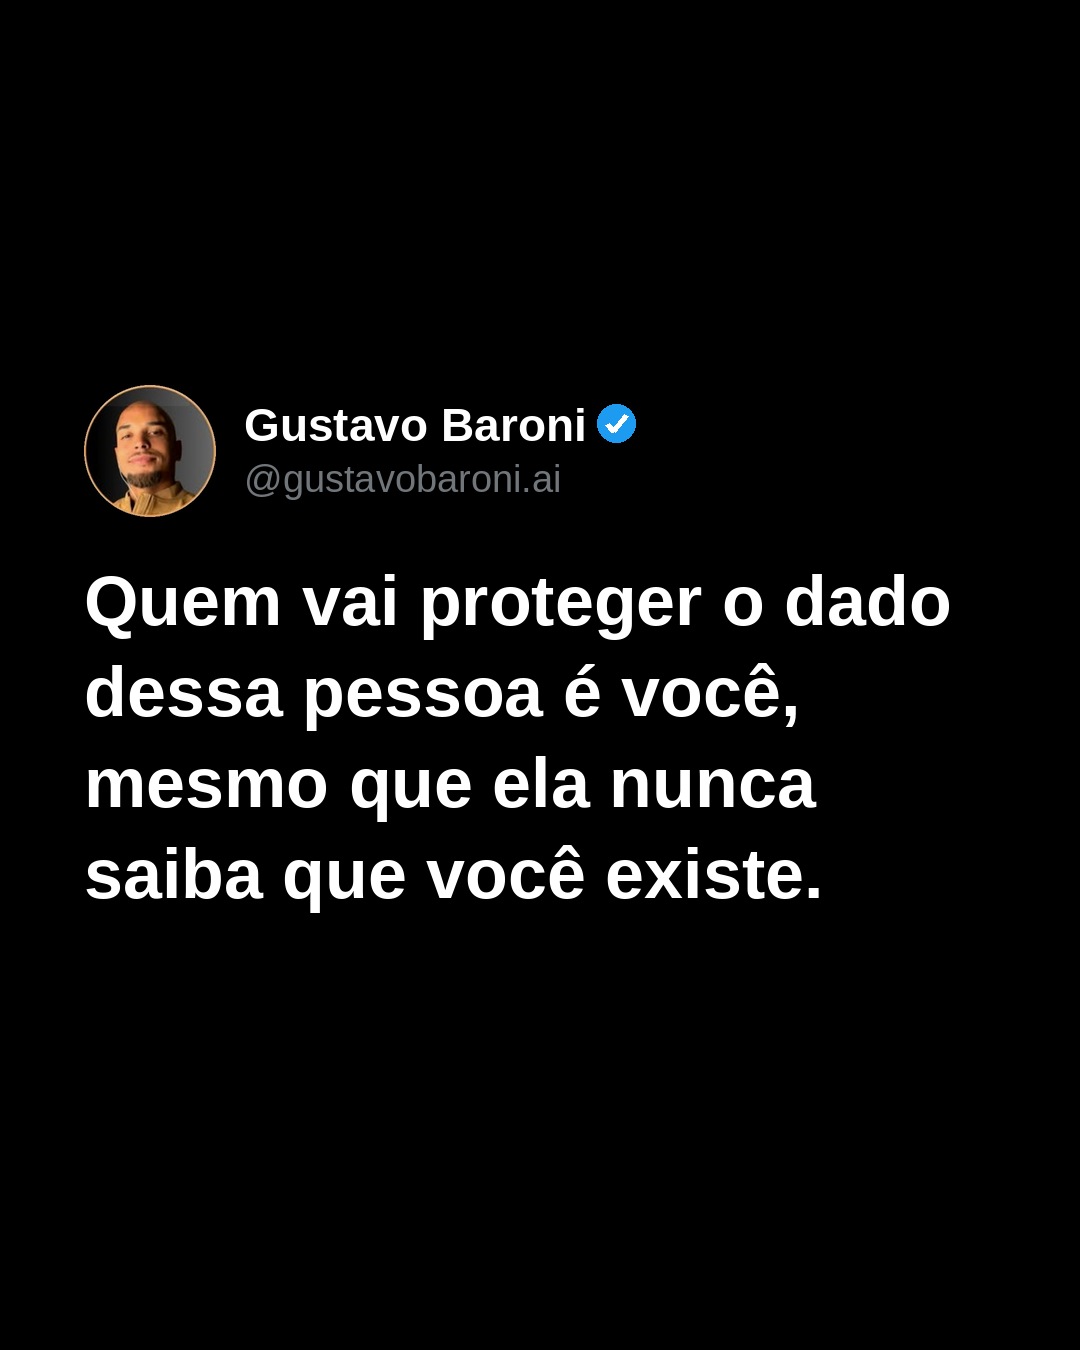 Gustavo Baroni
@gustavobaroni.ai
Quem vai proteger o dado
dessa pessoa é você,
mesmo que ela nunca
saiba que você existe.